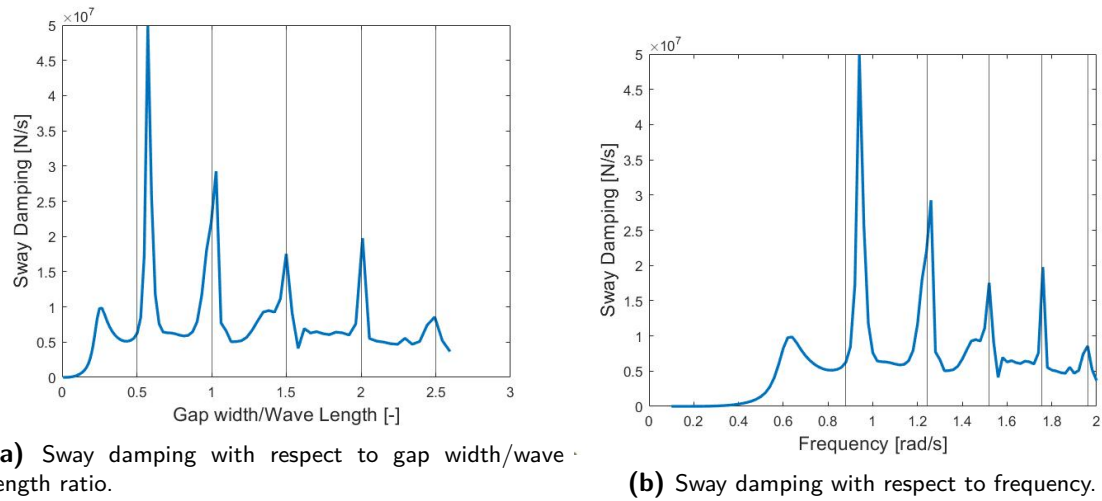 ×10⁷
5
4.5
4
3.5
3
2.5
2
1.5
1
0.5
0
Sway Damping [N/s]
0 0.5 1 1.5 2 2.5 3
Gap width/Wave Length [-]
a) Sway damping with respect to gap width/wave
ength ratio.
×10⁷
5
4.5
4
3.5
3
2.5
2
1.5
1
0.5
0
Sway Damping [N/s]
0 0.2 0.4 0.6 0.8 1 1.2 1.4 1.6 1.8 2
Frequency [rad/s]
(b) Sway damping with respect to frequency.